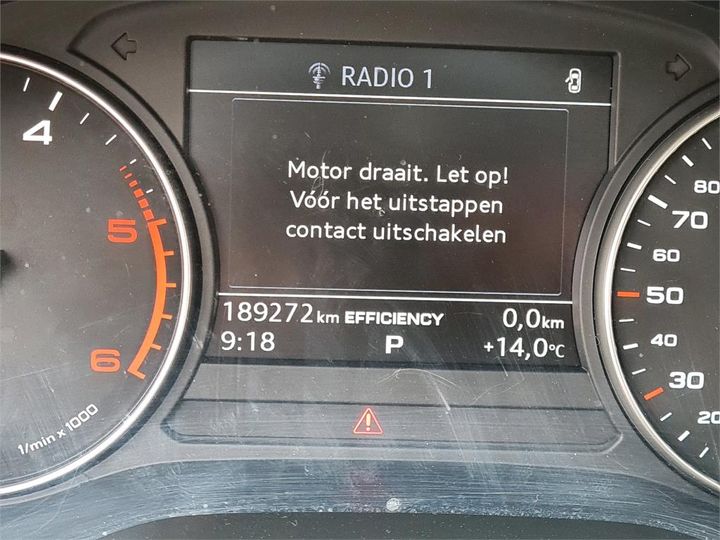 RADIO 1
Motor draait. Let op!
Vóór het uitstappen
contact uitschakelen
189272 km EFFICIENCY 0,0 km
9:18 P +14,0°C
4
5
6
1/min x 1000
80
70
60
50
40
30
20